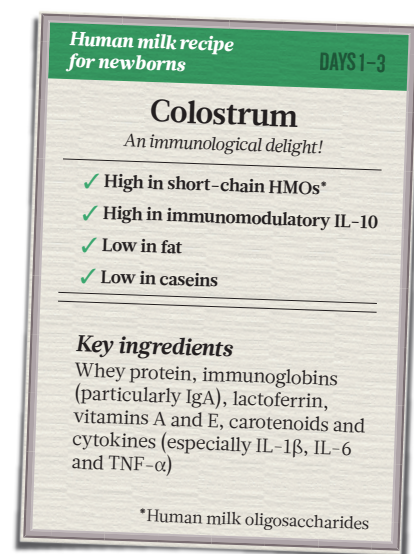 Human milk recipe
for newborns
DAYS 1–3
Colostrum
An immunological delight!
✓ High in short-chain HMOs*
✓ High in immunomodulatory IL-10
✓ Low in fat
✓ Low in caseins
Key ingredients
Whey protein, immunoglobins
(particularly IgA), lactoferrin,
vitamins A and E, carotenoids and
cytokines (especially IL-1β, IL-6
and TNF-α)
*Human milk oligosaccharides